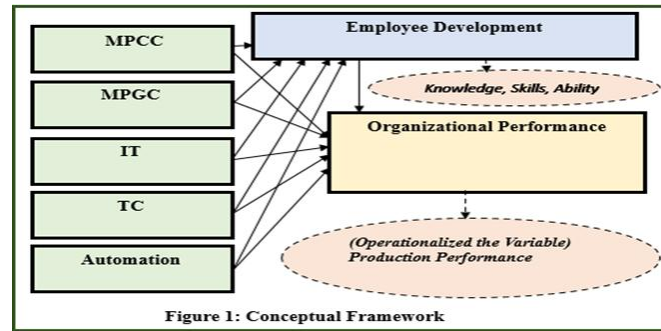 MPCC
Employee Development
Knowledge, Skills, Ability
MPGC
Organizational Performance
IT
TC
Automation
(Operationalized the Variable)
Production Performance
Figure 1: Conceptual Framework